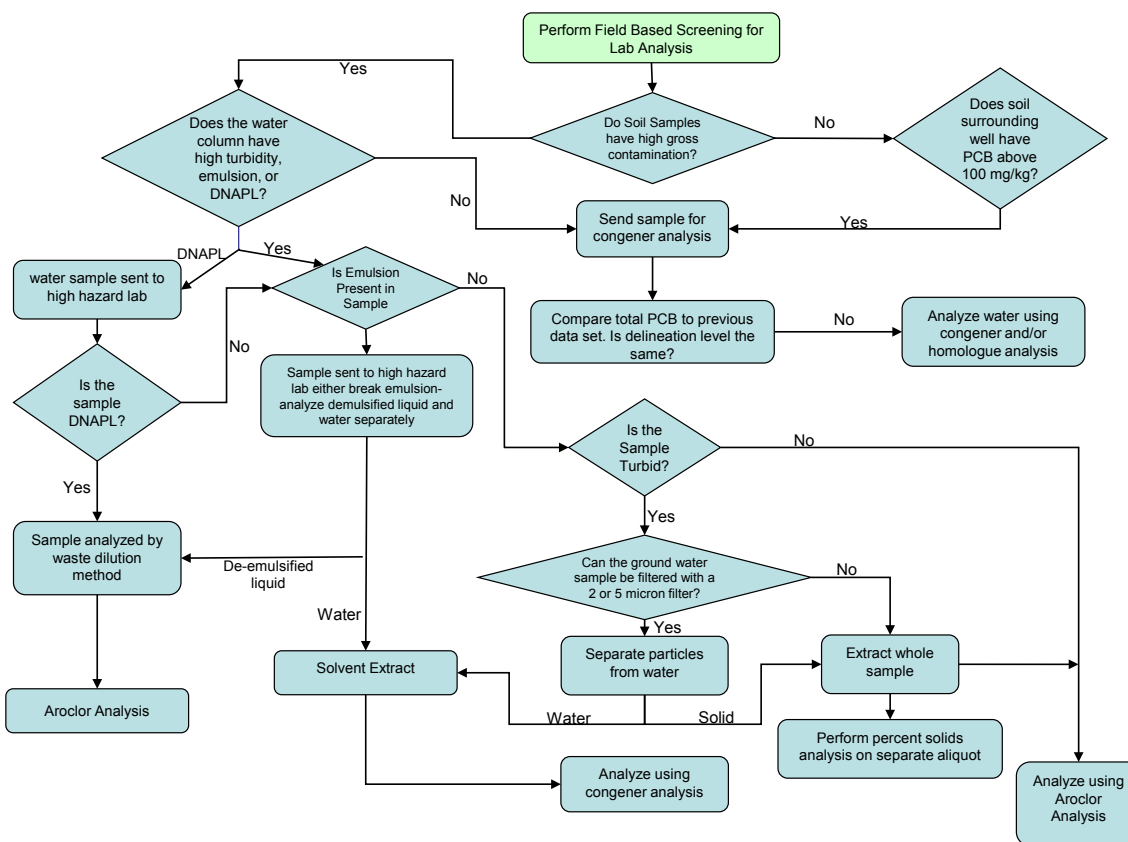 Perform Field Based Screening for
Lab Analysis
Yes
Does the water
column have
high turbidity,
emulsion, or
DNAPL?
Do Soil Samples
have high gross
contamination?
No
Does soil
surrounding
well have
PCB above
100 mg/kg?
No
Send sample for
congener analysis
Yes
DNAPL
Yes
water sample sent to
high hazard lab
Is Emulsion
Present in
Sample
No
Compare total PCB to previous
data set. Is delineation level
the same?
No
Analyze water using
congener and/or
homologue analysis
No
Is the
sample
DNAPL?
Sample sent to high hazard
lab either break emulsion-
analyze demulsified liquid and
water separately
Is the
Sample
Turbid?
No
Yes
Yes
Sample analyzed by
waste dilution
method
De-emulsified
liquid
Can the ground water
sample be filtered with a
2 or 5 micron filter?
No
Water
Yes
Solvent Extract
Separate particles
from water
Extract whole
sample
Aroclor Analysis
Water
Solid
Perform percent solids
analysis on separate aliquot
Analyze using
congener analysis
Analyze using
Aroclor
Analysis